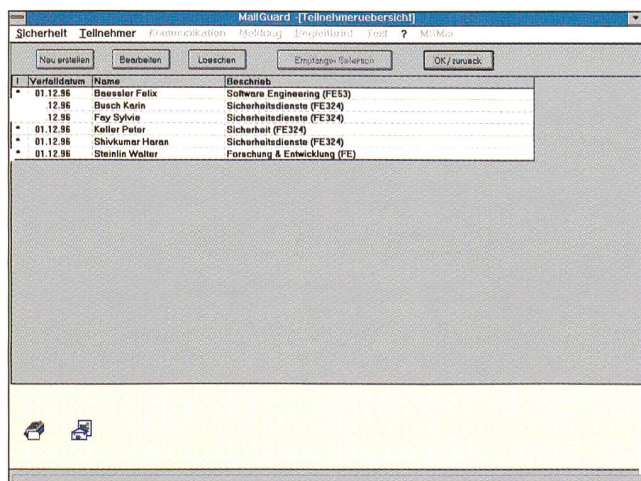 MailGuard -[Teilnehmeruebersicht]
Sicherheit Teilnehmer Kommunikation Meldung Begleitbrief Text ? MSMail
Neu erstellen Bearbeiten Loeschen Empfänger Selektion OK/zurueck
! Verfalldatum Name Beschrieb
* 01.12.96 Baessler Felix Software Engineering (FE53)
.12.96 Busch Karin Sicherheitsdienste (FE324)
.12.96 Fay Sylvie Sicherheitsdienste (FE324)
* 01.12.96 Keller Peter Sicherheit (FE324)
* 01.12.96 Shivkumar Haran Sicherheitsdienste (FE324)
* 01.12.96 Steinlin Walter Forschung & Entwicklung (FE)